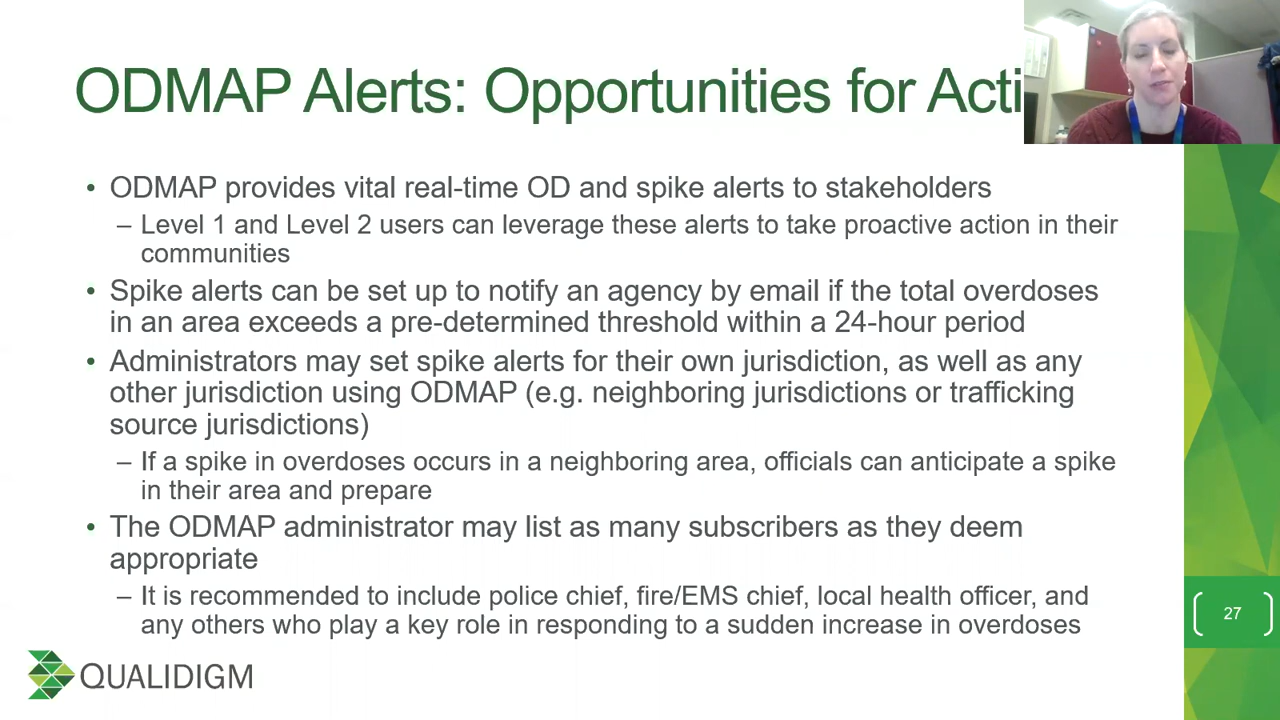 ODMAP Alerts: Opportunities for Acti
• ODMAP provides vital real-time OD and spike alerts to stakeholders
– Level 1 and Level 2 users can leverage these alerts to take proactive action in their
communities
• Spike alerts can be set up to notify an agency by email if the total overdoses
in an area exceeds a pre-determined threshold within a 24-hour period
• Administrators may set spike alerts for their own jurisdiction, as well as any
other jurisdiction using ODMAP (e.g. neighboring jurisdictions or trafficking
source jurisdictions)
– If a spike in overdoses occurs in a neighboring area, officials can anticipate a spike
in their area and prepare
• The ODMAP administrator may list as many subscribers as they deem
appropriate
– It is recommended to include police chief, fire/EMS chief, local health officer, and
any others who play a key role in responding to a sudden increase in overdoses
27
QUALIDIGM